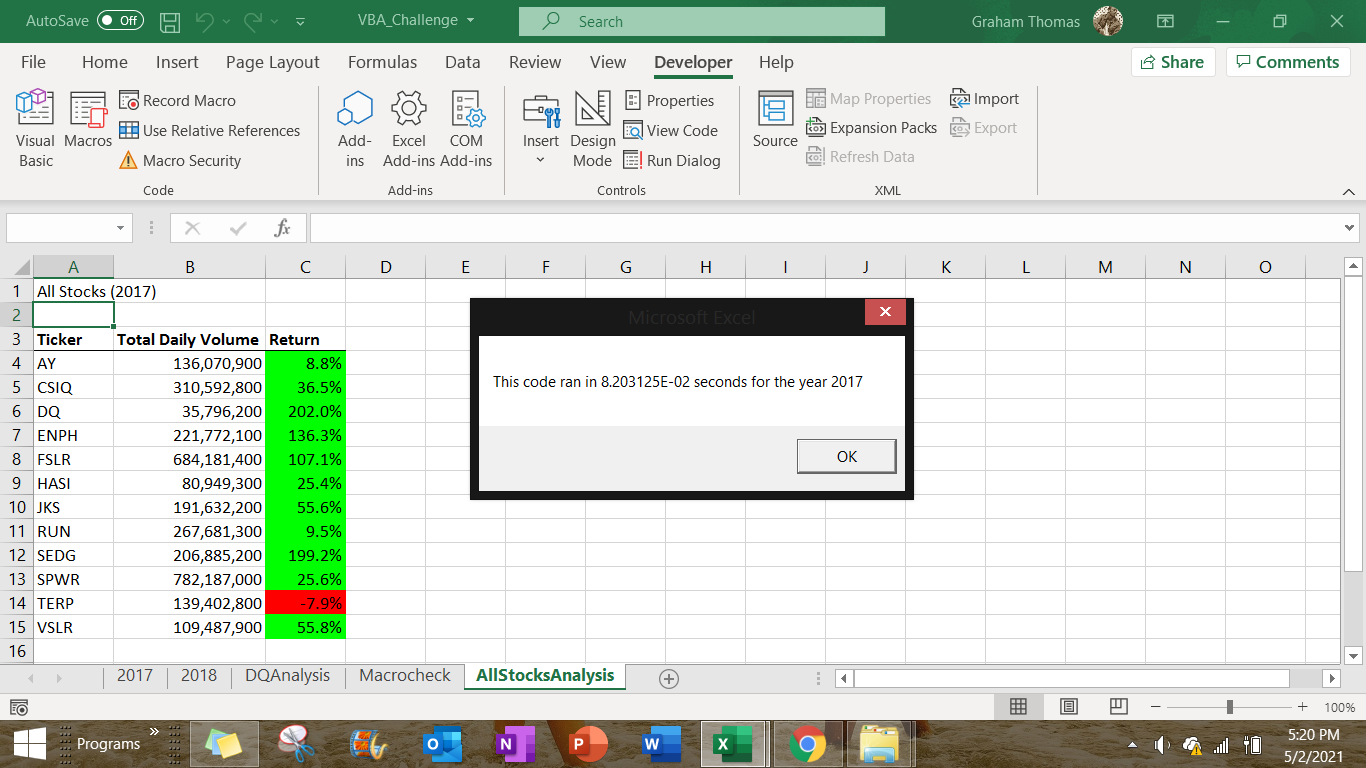 AutoSave Off VBA_Challenge Search Graham Thomas
File Home Insert Page Layout Formulas Data Review View Developer Help Share Comments
Visual Basic
Macros
Record Macro
Use Relative References
Macro Security
Code
Add-ins
Excel Add-ins
COM Add-ins
Add-ins
Insert
Design Mode
Properties
View Code
Run Dialog
Controls
Source
Map Properties
Expansion Packs
Refresh Data
Import
Export
XML
fx
A B C D E F G H I J K L M N O
1 All Stocks (2017)
2
3 Ticker Total Daily Volume Return
4 AY 136,070,900 8.8%
5 CSIQ 310,592,800 36.5%
6 DQ 35,796,200 202.0%
7 ENPH 221,772,100 136.3%
8 FSLR 684,181,400 107.1%
9 HASI 80,949,300 25.4%
10 JKS 191,632,200 55.6%
11 RUN 267,681,300 9.5%
12 SEDG 206,885,200 199.2%
13 SPWR 782,187,000 25.6%
14 TERP 139,402,800 -7.9%
15 VSLR 109,487,900 55.8%
16
Microsoft Excel
This code ran in 8.203125E-02 seconds for the year 2017
OK
2017 2018 DQAnalysis Macrocheck AllStocksAnalysis
100%
Programs
5:20 PM
5/2/2021